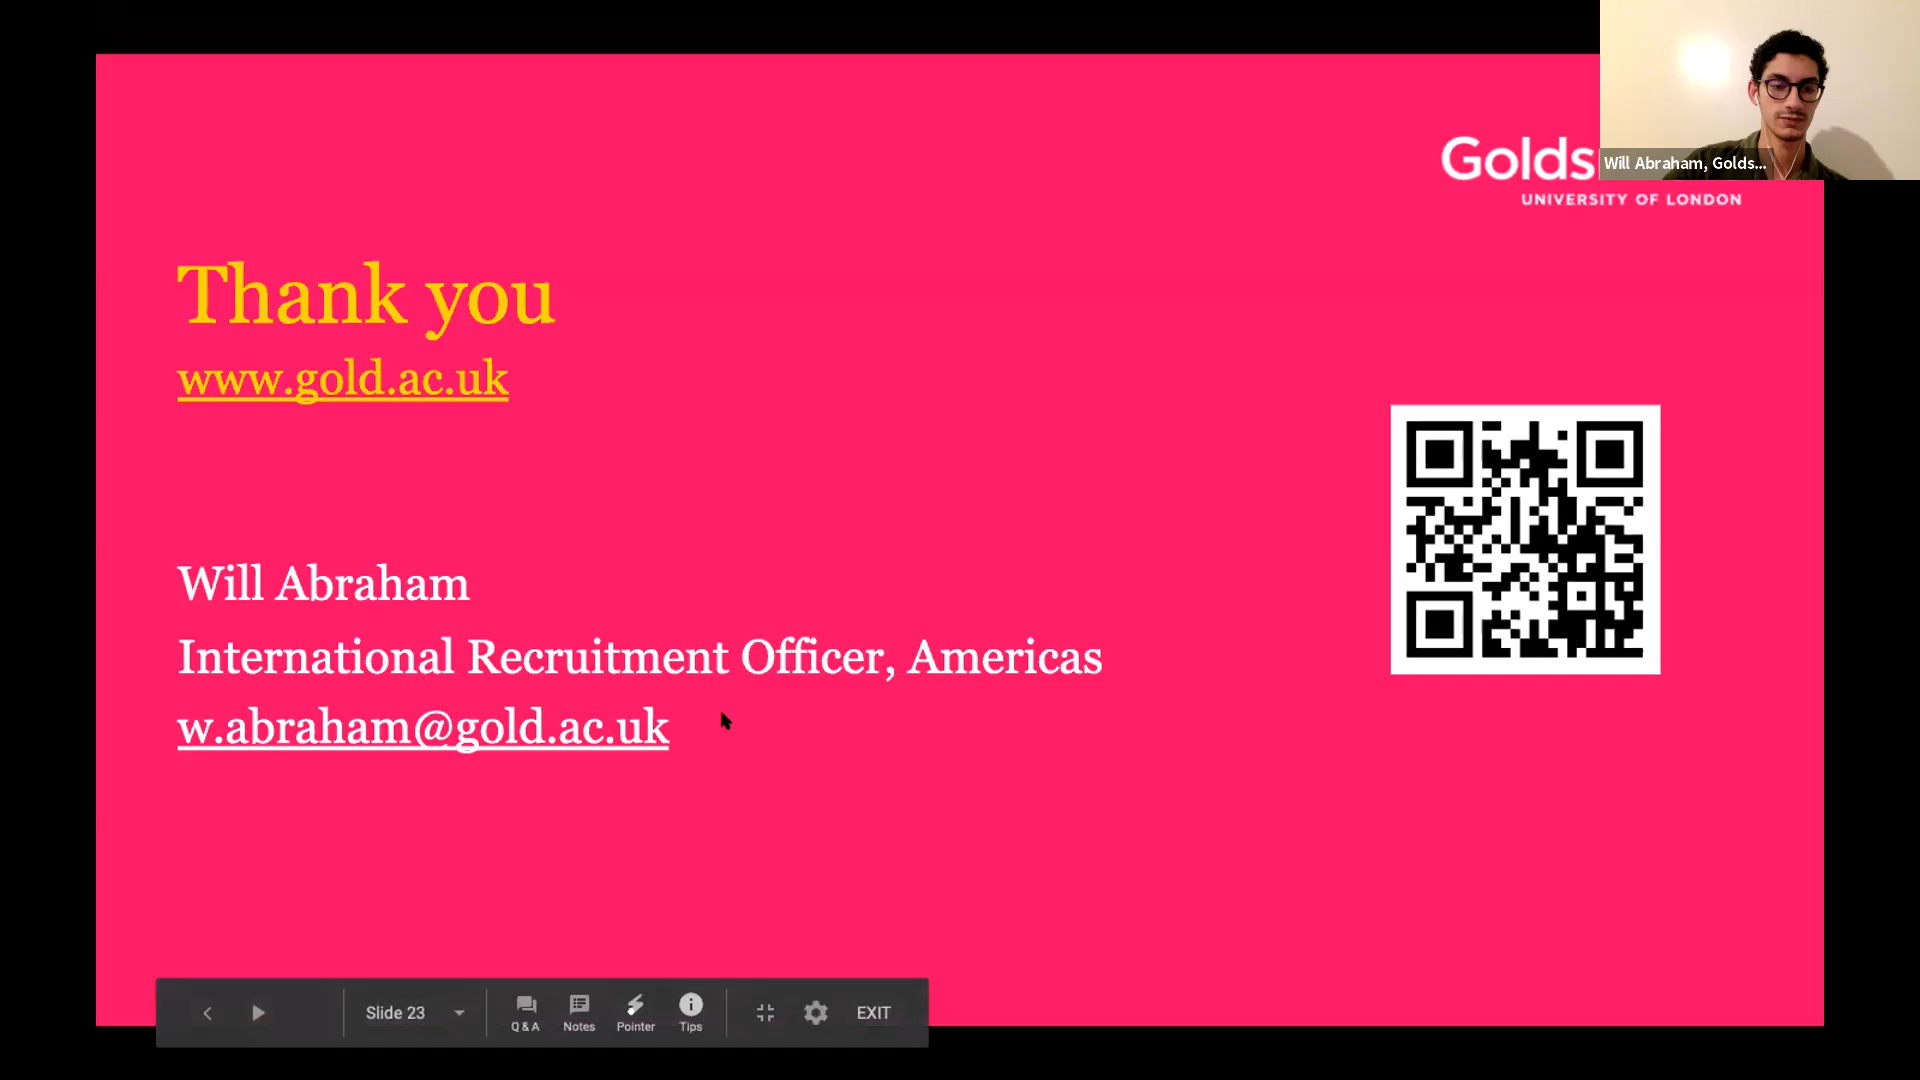 Golds
UNIVERSITY OF LONDON
Will Abraham, Golds...
Thank you
www.gold.ac.uk
Will Abraham
International Recruitment Officer, Americas
w.abraham@gold.ac.uk
Slide 23
Q & A
Notes
Pointer
Tips
EXIT